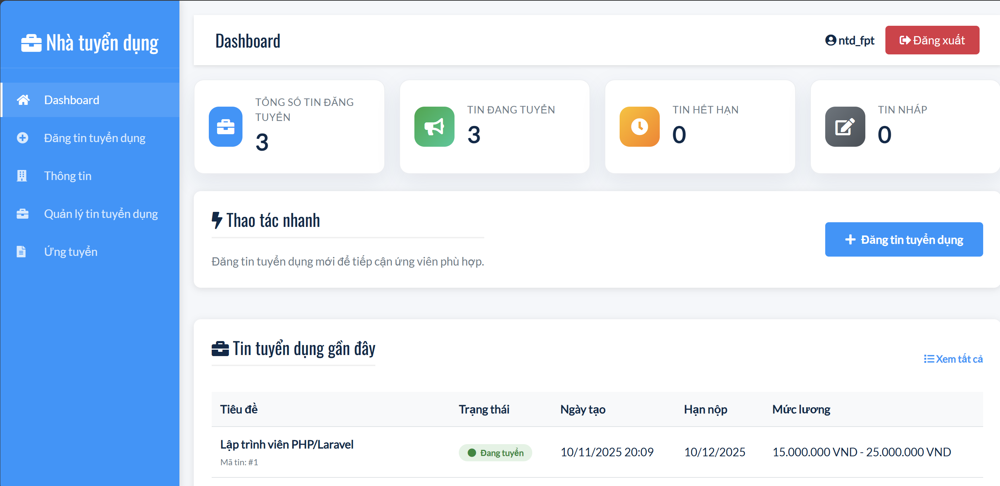 Nhà tuyển dụng
Dashboard
Đăng tin tuyển dụng
Thông tin
Quản lý tin tuyển dụng
Ứng tuyển
Dashboard
ntd_fpt
Đăng xuất
TỔNG SỐ TIN ĐĂNG
TUYỂN
3
TIN ĐANG TUYỂN
3
TIN HẾT HẠN
0
TIN NHÁP
0
Thao tác nhanh
Đăng tin tuyển dụng mới để tiếp cận ứng viên phù hợp.
Đăng tin tuyển dụng
Tin tuyển dụng gần đây
Xem tất cả
Tiêu đề Trạng thái Ngày tạo Hạn nộp Mức lương
Lập trình viên PHP/Laravel
Mã tin: #1
Đang tuyển 10/11/2025 20:09 10/12/2025 15.000.000 VND - 25.000.000 VND